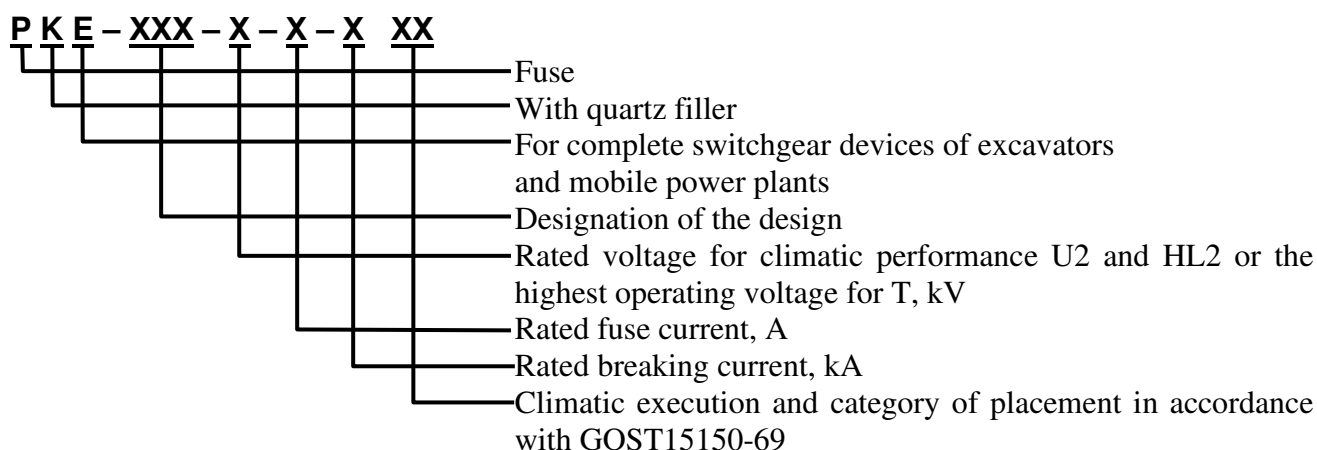 P K E – XXX – X – X – X XX
Fuse
With quartz filler
For complete switchgear devices of excavators
and mobile power plants
Designation of the design
Rated voltage for climatic performance U2 and HL2 or the
highest operating voltage for T, kV
Rated fuse current, A
Rated breaking current, kA
Climatic execution and category of placement in accordance
with GOST15150-69